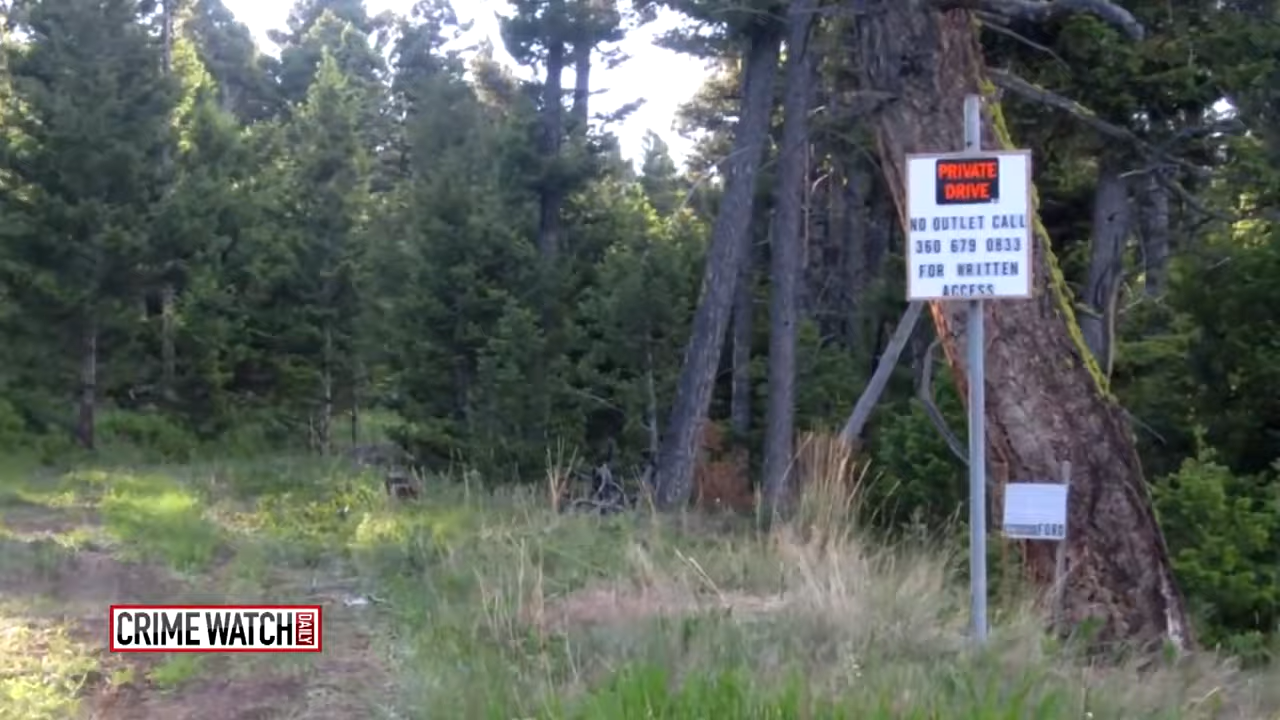 PRIVATE
DRIVE
NO OUTLET CALL
360 679 0833
FOR WRITTEN
ACCESS
FORD
CRIME WATCH DAILY